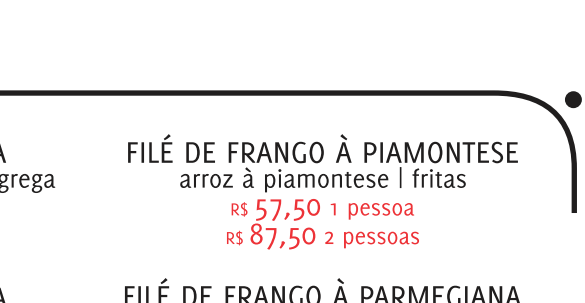 A
grega
FILÉ DE FRANGO À PIAMONTESE
arroz à piamontese | fritas
R$ 57,50 1 pessoa
R$ 87,50 2 pessoas
A
FILÉ DE FRANGO À PARMEGIANA